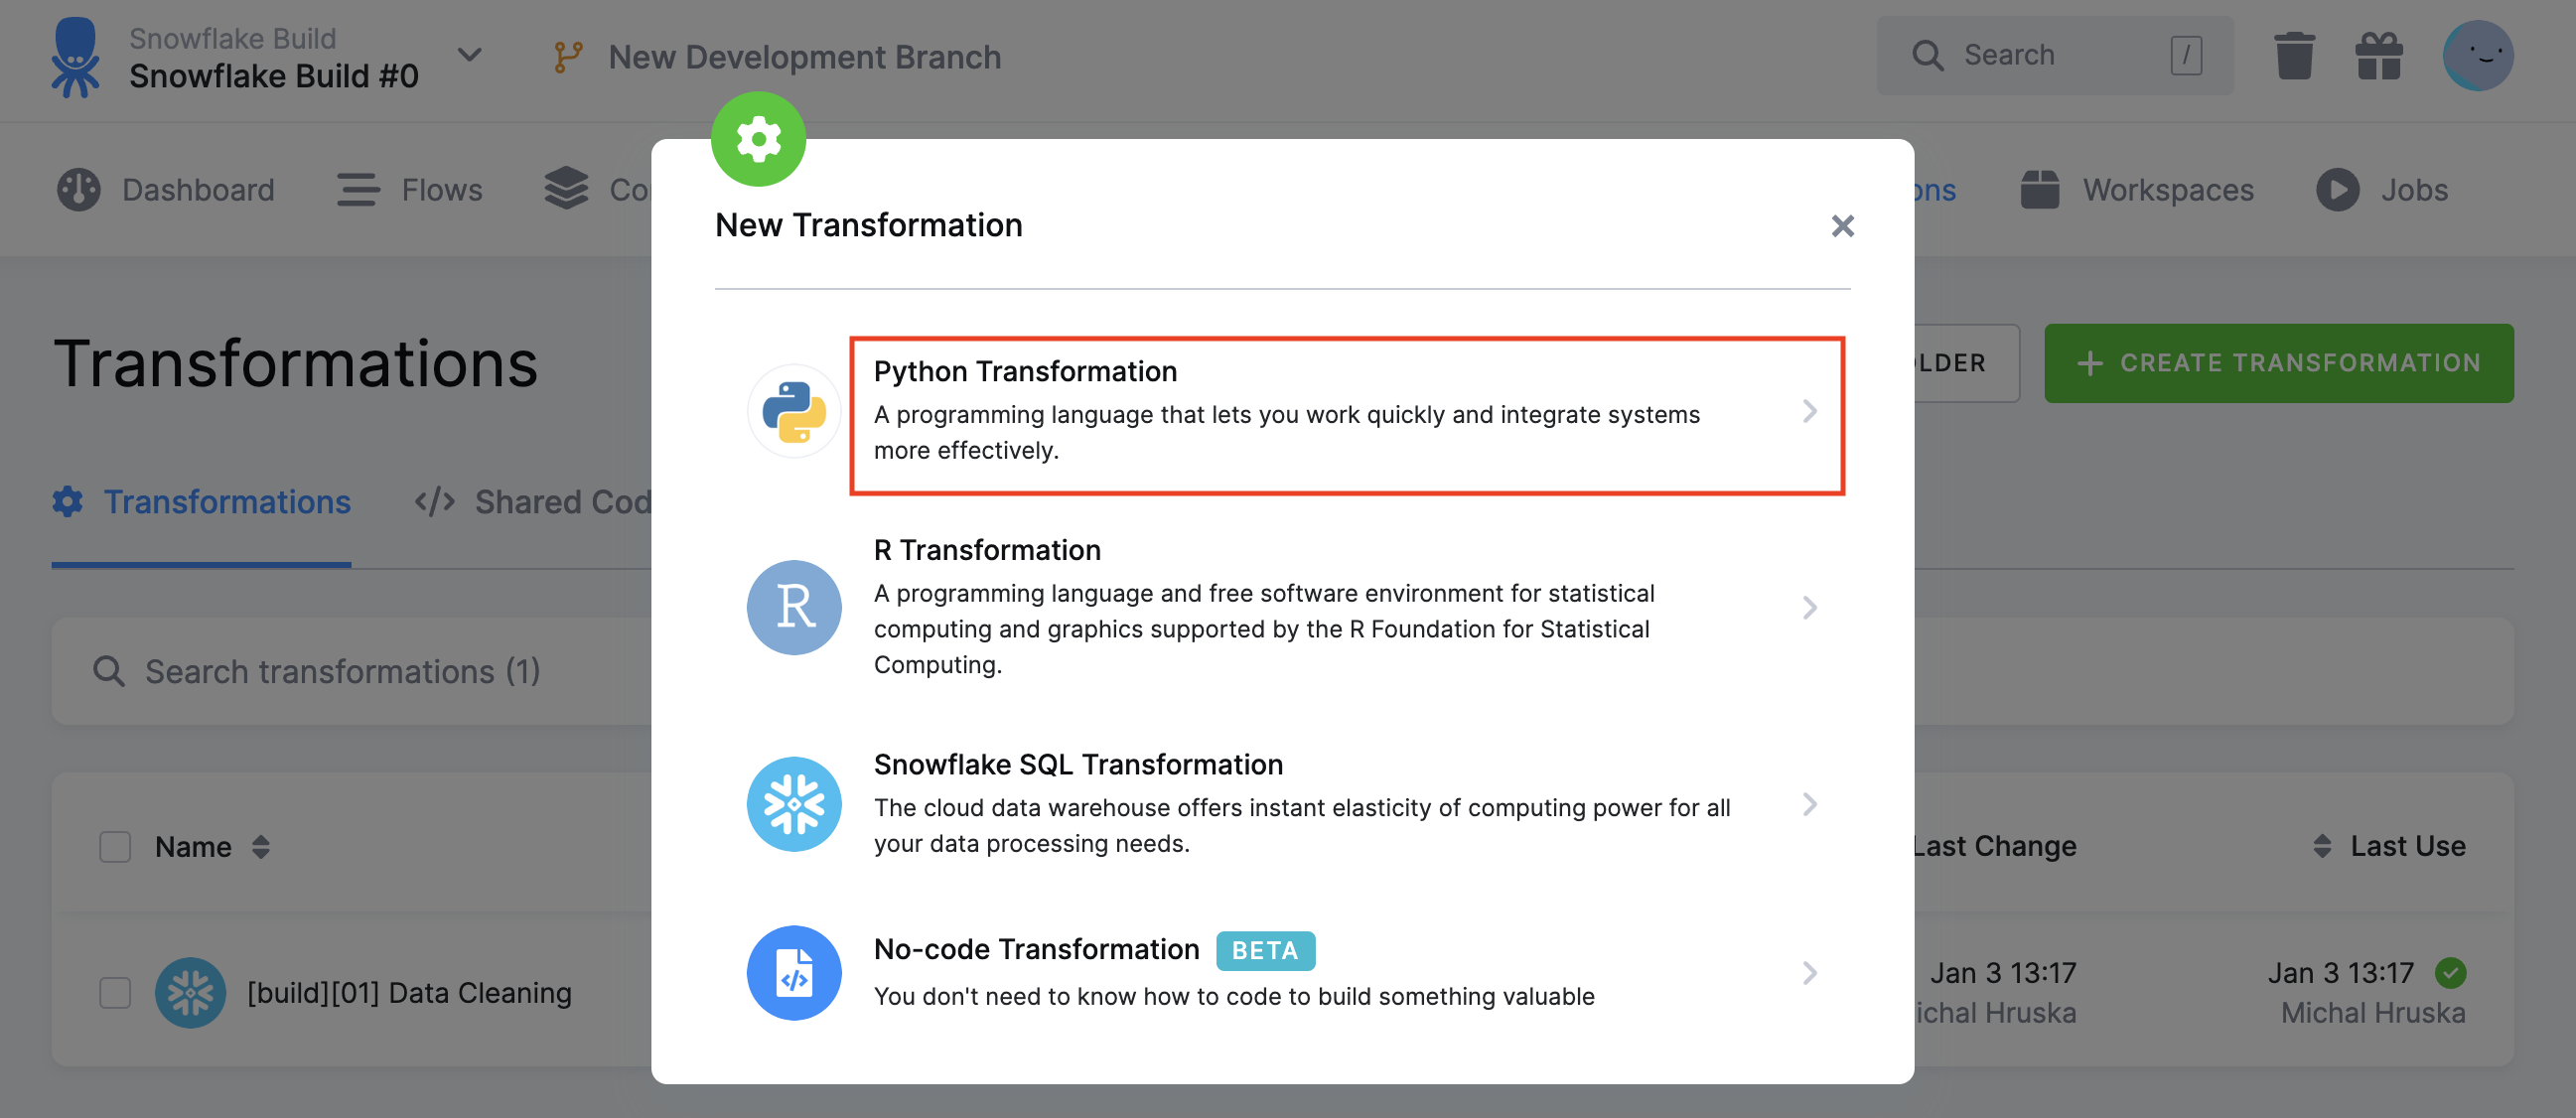 Snowflake Build
Snowflake Build #0
New Development Branch
Search /
Dashboard
Flows
Workspaces
Jobs
New Transformation
Transformations
CREATE TRANSFORMATION
Python Transformation
A programming language that lets you work quickly and integrate systems
more effectively.
Transformations
Shared Cod
R Transformation
A programming language and free software environment for statistical
computing and graphics supported by the R Foundation for Statistical
Computing.
Search transformations (1)
Snowflake SQL Transformation
The cloud data warehouse offers instant elasticity of computing power for all
your data processing needs.
Name
Last Change
Last Use
No-code Transformation BETA
You don't need to know how to code to build something valuable
[build][01] Data Cleaning
Jan 3 13:17
Hruska
Jan 3 13:17
Michal Hruska